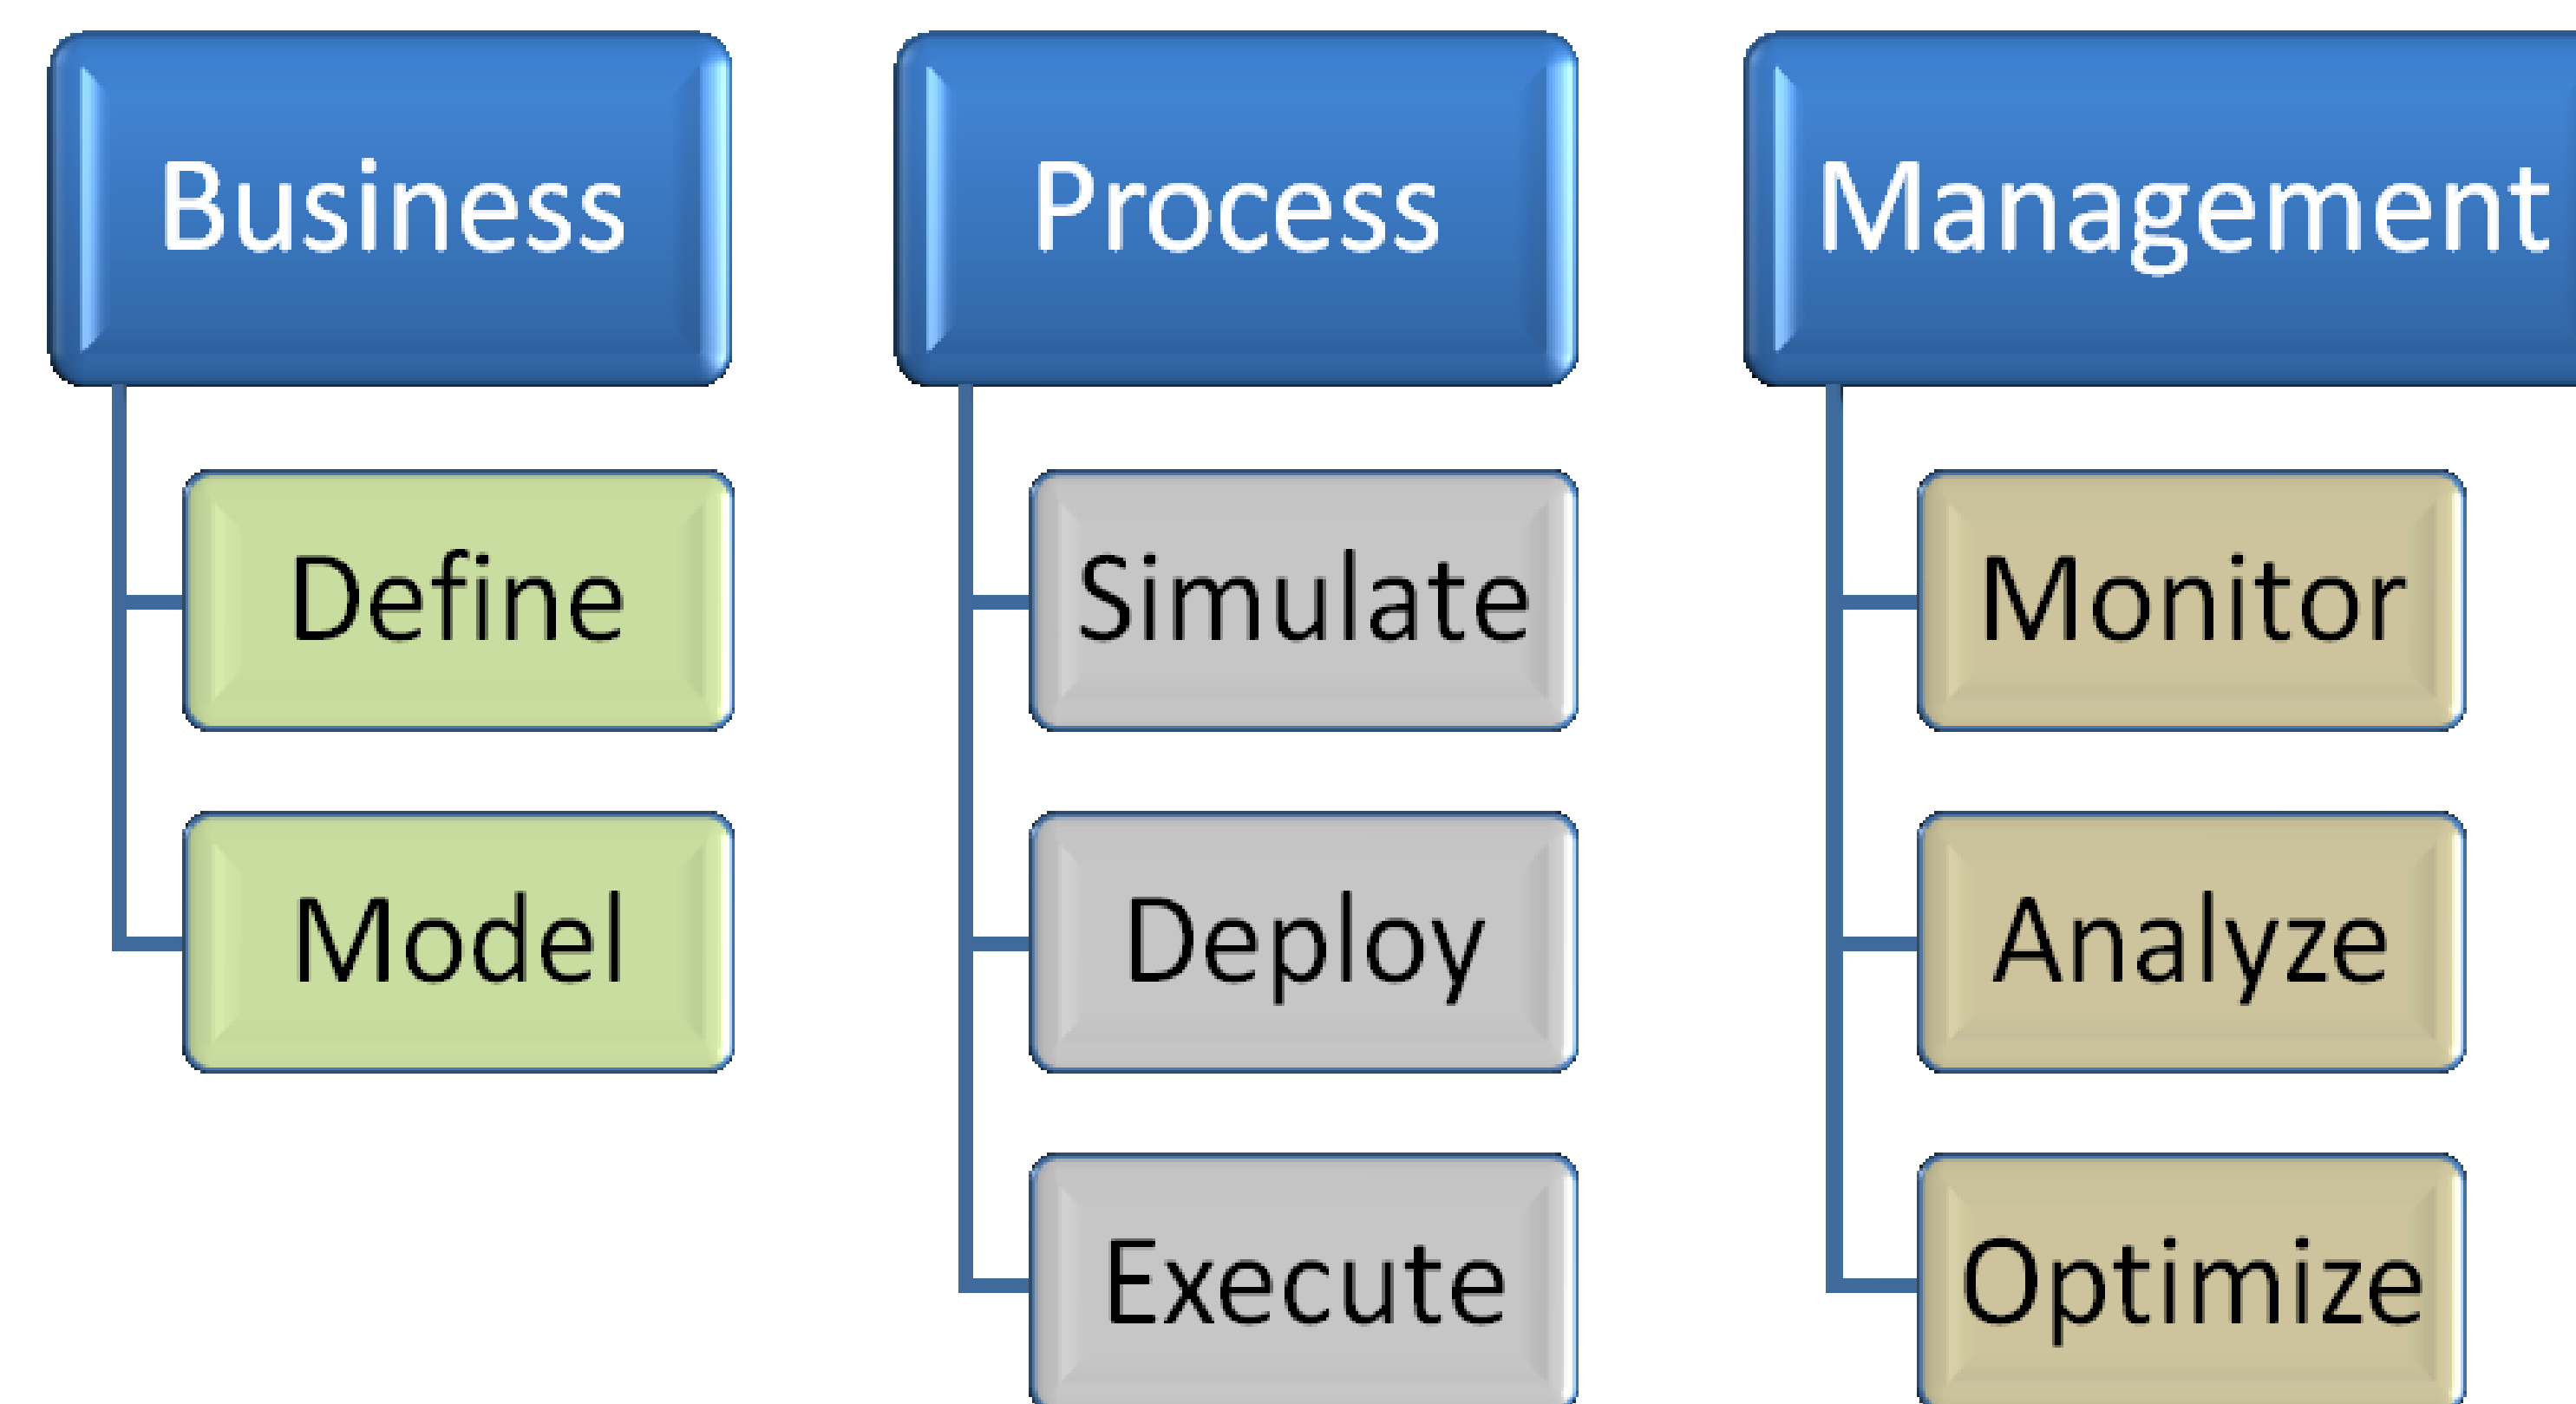 Business
Define
Model
Process
Simulate
Deploy
Execute
Management
Monitor
Analyze
Optimize